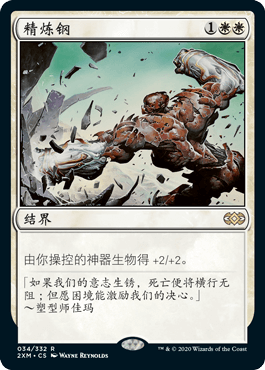 精炼钢 1
结界
由你操控的神器生物得 +2/+2。
「如果我们的意志生锈，死亡便将横行无
阻；但愿困境能激励我们的决心。」
～塑型师佳玛
034/332 R
2XM • CS WAYNE REYNOLDS
™ & © 2020 Wizards of the Coast